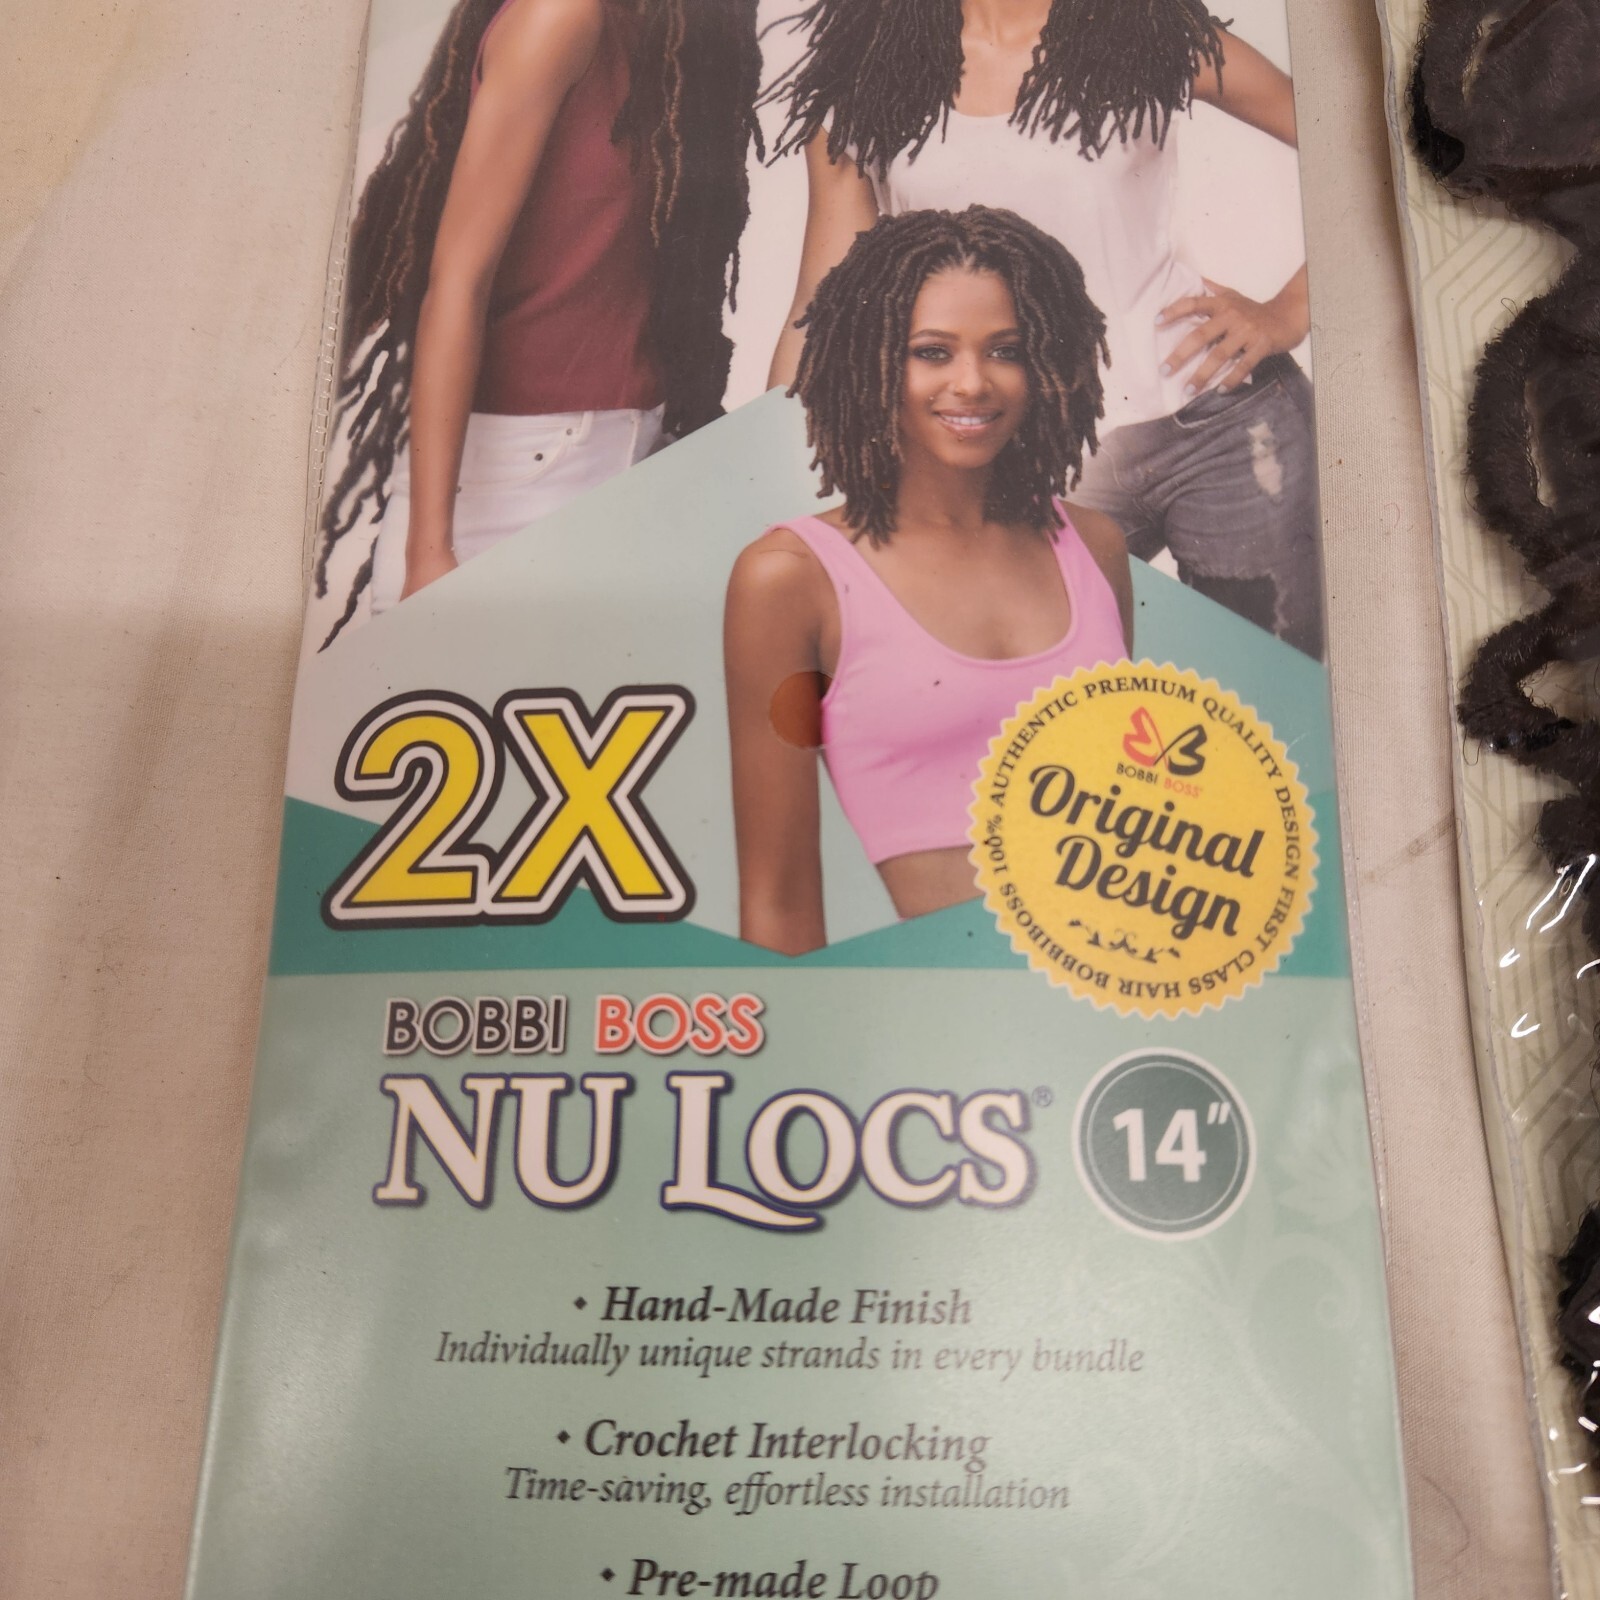 2X
100% AUTHENTIC PREMIUM QUALITY DESIGN FIRST CLASS HAIR BOBBIBOSS
BOBBI BOSS
Original
Design
BOBBI BOSS
NU LOCS®
14"
• Hand-Made Finish
Individually unique strands in every bundle
• Crochet Interlocking
Time-saving, effortless installation
• Pre-made Loop